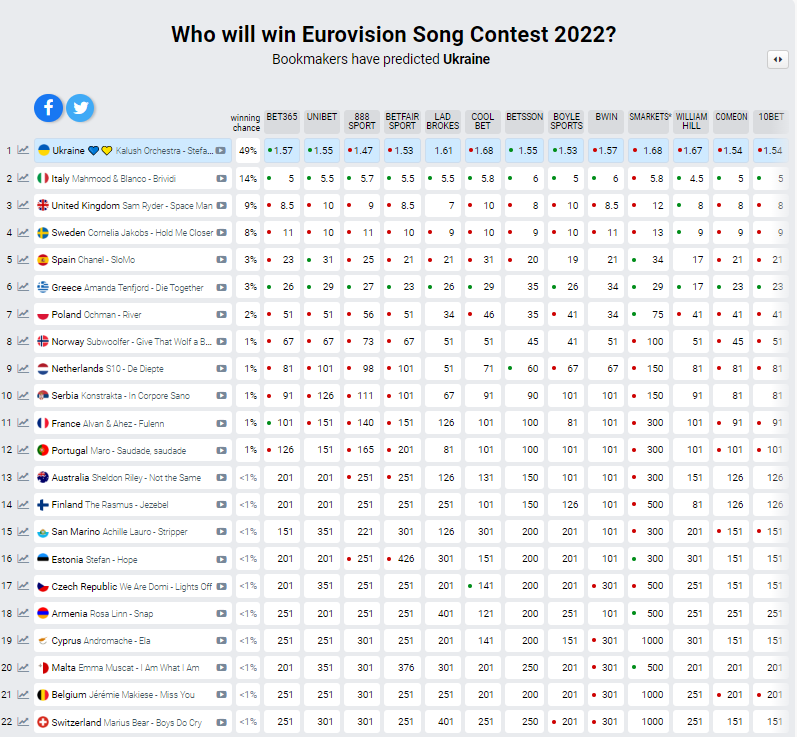 Who will win Eurovision Song Contest 2022?
Bookmakers have predicted Ukraine
winning chance BET365 UNIBET 888 SPORT BETFAIR SPORT LAD BROKES COOL BET BETSSON BOYLE SPORTS BWIN SMARKETS* WILLIAM HILL COMEON 10BET
1 Ukraine Kalush Orchestra - Stefa... 49% 1.57 1.55 1.47 1.53 1.61 1.68 1.55 1.53 1.57 1.68 1.67 1.54 1.54
2 Italy Mahmood & Blanco - Brividi 14% 5 5.5 5.7 5.5 5.5 5.8 6 5 6 5.8 4.5 5 5
3 United Kingdom Sam Ryder - Space Man 9% 8.5 10 9 8.5 7 10 8 10 8.5 12 8 8 8
4 Sweden Cornelia Jakobs - Hold Me Closer 8% 11 10 11 10 9 10 9 10 11 13 9 9 9
5 Spain Chanel - SloMo 3% 23 31 25 21 21 31 20 19 21 34 17 21 21
6 Greece Amanda Tenfjord - Die Together 3% 26 29 27 23 26 29 35 26 34 29 17 23 23
7 Poland Ochman - River 2% 51 51 56 51 34 46 35 41 34 75 41 41 41
8 Norway Subwoolfer - Give That Wolf a B... 1% 67 67 73 67 51 51 45 41 51 100 51 45 51
9 Netherlands S10 - De Diepte 1% 81 101 98 101 51 71 60 67 67 150 81 81 81
10 Serbia Konstrakta - In Corpore Sano 1% 91 126 111 101 67 91 90 101 101 150 91 81 81
11 France Alvan & Ahez - Fulenn 1% 101 151 140 151 126 101 100 81 101 300 101 91 91
12 Portugal Maro - Saudade, saudade 1% 126 151 165 201 81 101 100 101 101 300 101 101 101
13 Australia Sheldon Riley - Not the Same <1% 201 201 251 251 126 131 150 101 101 300 151 126 126
14 Finland The Rasmus - Jezebel <1% 201 201 251 251 251 101 150 126 101 500 81 126 126
15 San Marino Achille Lauro - Stripper <1% 151 351 221 301 126 301 200 201 101 300 201 151 151
16 Estonia Stefan - Hope <1% 201 201 251 426 301 151 200 201 101 300 301 151 151
17 Czech Republic We Are Domi - Lights Off <1% 201 351 251 251 251 141 200 201 301 500 251 151 151
18 Armenia Rosa Linn - Snap <1% 251 201 251 251 401 121 200 251 101 500 251 251 251
19 Cyprus Andromache - Ela <1% 251 251 301 251 201 141 200 151 301 1000 301 151 151
20 Malta Emma Muscat - I Am What I Am <1% 201 351 301 376 301 201 250 201 301 500 201 201 201
21 Belgium Jérémie Makiese - Miss You <1% 251 251 301 251 251 201 200 201 301 1000 251 201 201
22 Switzerland Marius Bear - Boys Do Cry <1% 251 301 301 251 401 251 250 201 301 1000 251 151 151